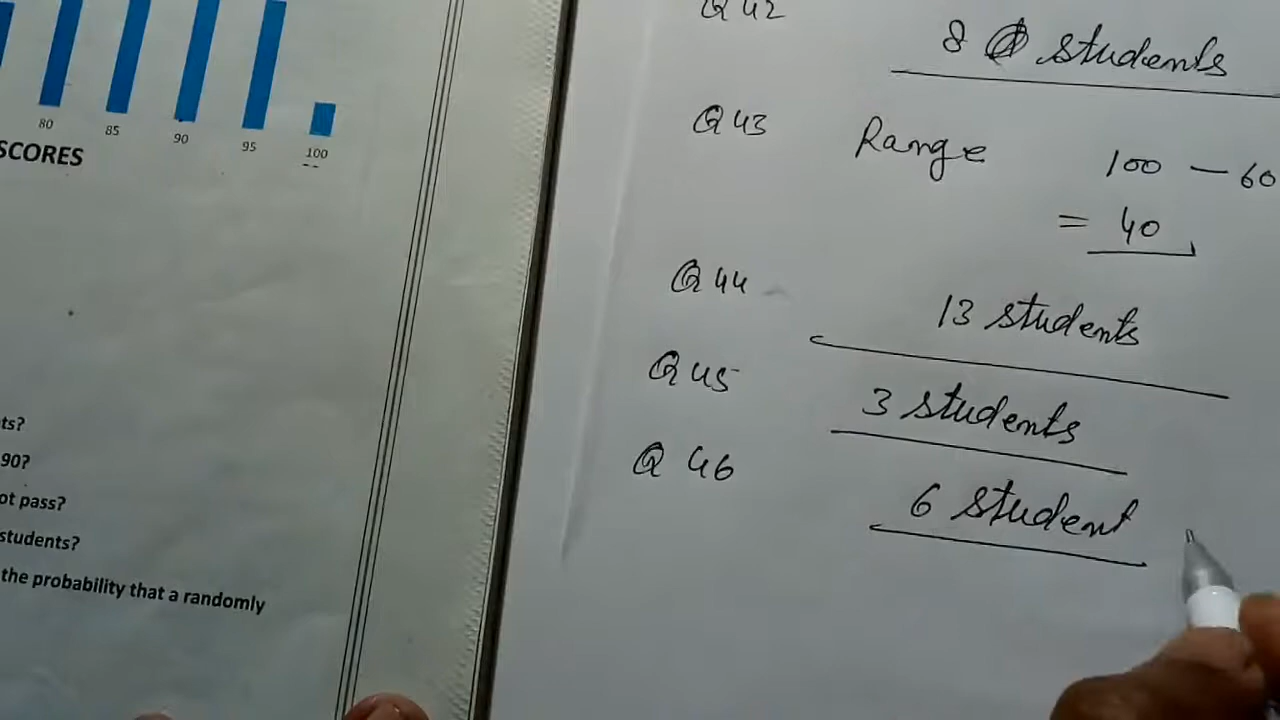 80 85 90 95 100
SCORES
ts?
90?
ot pass?
students?
the probability that a randomly
Q 42
8 students
Q 43 Range 100 — 60
= 40
Q 44 13 students
Q 45 3 students
Q 46 6 student